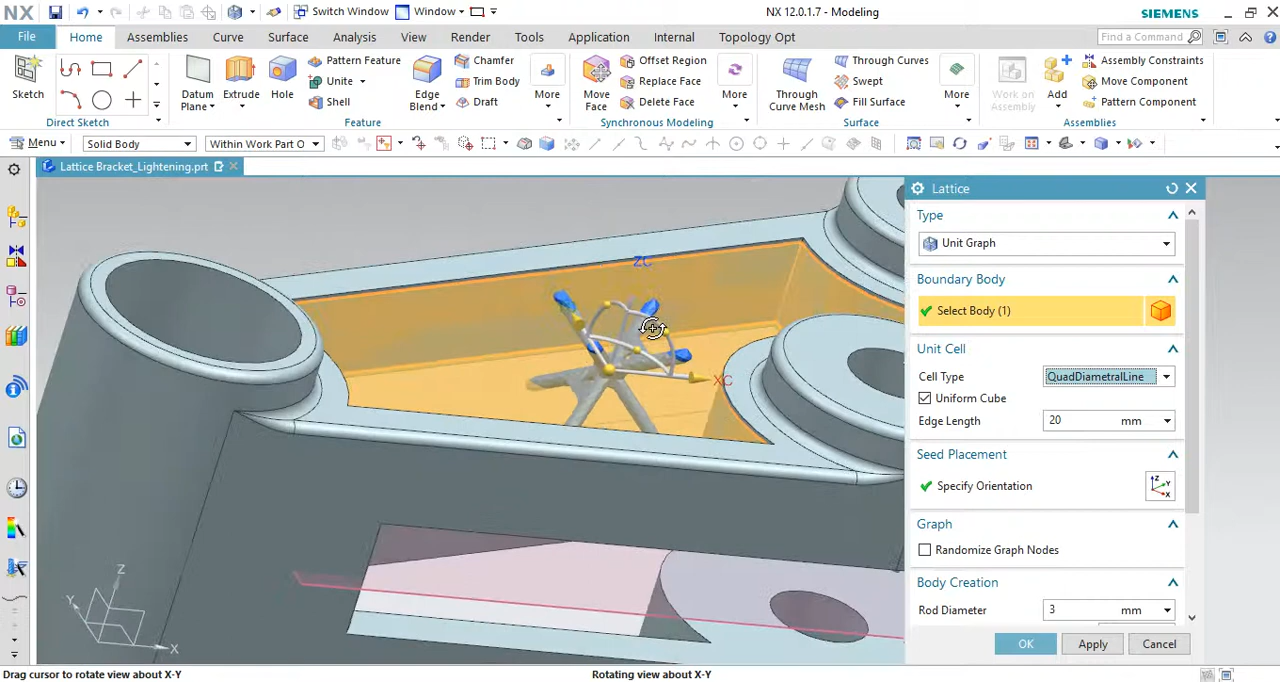 NX
Switch Window
Window
NX 12.0.1.7 - Modeling
SIEMENS
File
Home
Assemblies
Curve
Surface
Analysis
View
Render
Tools
Application
Internal
Topology Opt
Find a Command
Sketch
Datum Plane
Extrude
Hole
Pattern Feature
Unite
Shell
Edge Blend
Chamfer
Trim Body
Draft
More
Move Face
Offset Region
Replace Face
Delete Face
More
Through Curve Mesh
Through Curves
Swept
Fill Surface
More
Work on Assembly
Add
Assembly Constraints
Move Component
Pattern Component
Direct Sketch
Feature
Synchronous Modeling
Surface
Assemblies
Menu
Solid Body
Within Work Part O
Lattice Bracket_Lightening.prt
ZC
XC
Z
Y
X
Lattice
Type
Unit Graph
Boundary Body
Select Body (1)
Unit Cell
Cell Type
QuadDiametralLine
Uniform Cube
Edge Length
20
mm
Seed Placement
Specify Orientation
Graph
Randomize Graph Nodes
Body Creation
Rod Diameter
3
mm
OK
Apply
Cancel
Drag cursor to rotate view about X-Y
Rotating view about X-Y